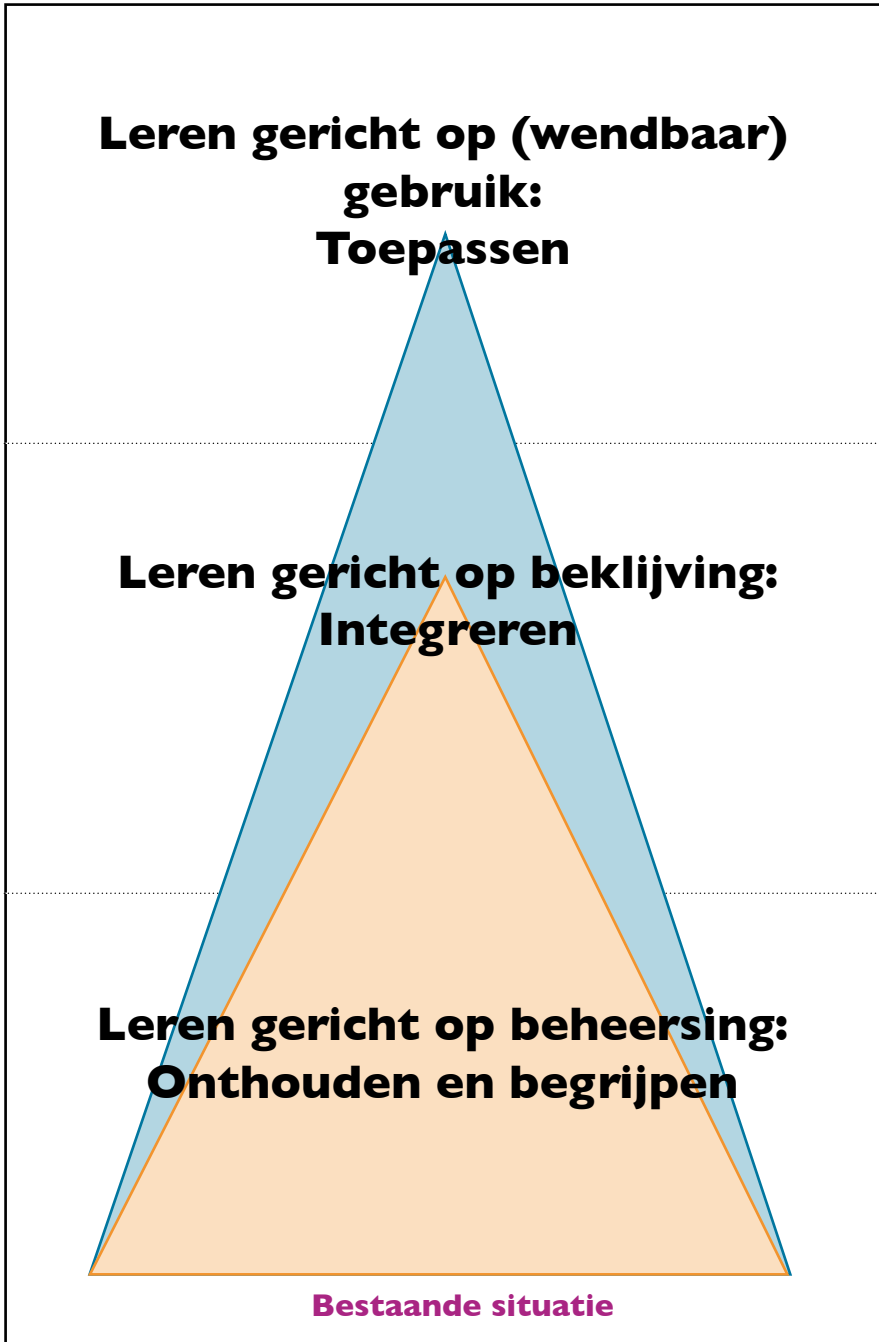 Leren gericht op (wendbaar)
gebruik:
Toepassen
Leren gericht op beklijving:
Integreren
Leren gericht op beheersing:
Onthouden en begrijpen
Bestaande situatie